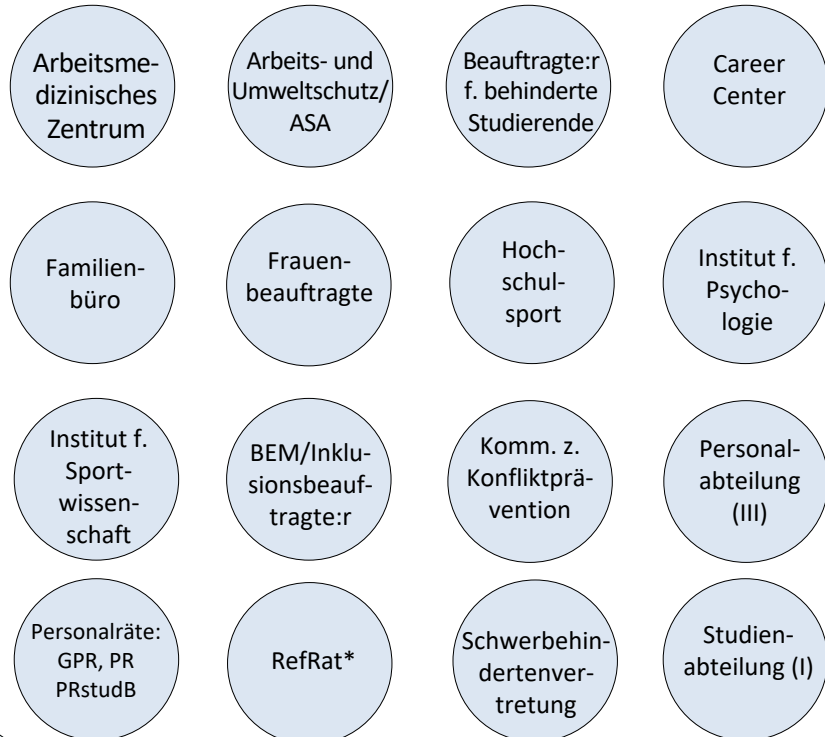 Arbeitsme-
dizinisches
Zentrum
Arbeits- und
Umweltschutz/
ASA
Beauftragte:r
f. behinderte
Studierende
Career
Center
Familien-
büro
Frauen-
beauftragte
Hoch-
schul-
sport
Institut f.
Psycho-
logie
Institut f.
Sport-
wissen-
schaft
BEM/Inklu-
sionsbeauf-
tragte:r
Komm. z.
Konfliktprä-
vention
Personal-
abteilung
(III)
Personalräte:
GPR, PR
PRstudB
RefRat*
Schwerbehin-
dertenver-
tretung
Studien-
abteilung (I)